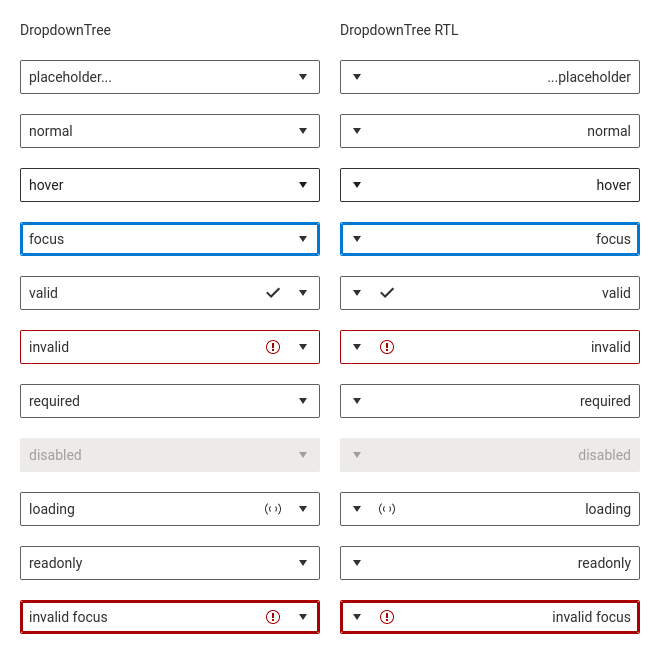 DropdownTree
DropdownTree RTL
placeholder...
...placeholder
normal
normal
hover
hover
focus
focus
valid
valid
invalid
invalid
required
required
disabled
disabled
loading
loading
readonly
readonly
invalid focus
invalid focus